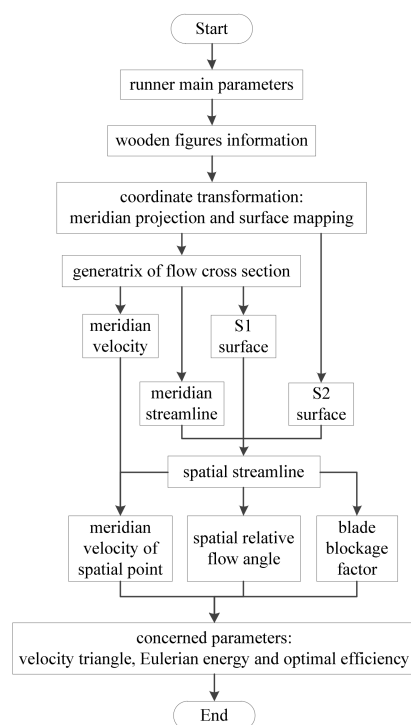 Start
runner main parameters
wooden figures information
coordinate transformation:
meridian projection and surface mapping
generatrix of flow cross section
meridian
velocity
S1
surface
meridian
streamline
S2
surface
spatial streamline
meridian
velocity of
spatial point
spatial relative
flow angle
blade
blockage
factor
concerned parameters:
velocity triangle, Eulerian energy and optimal efficiency
End